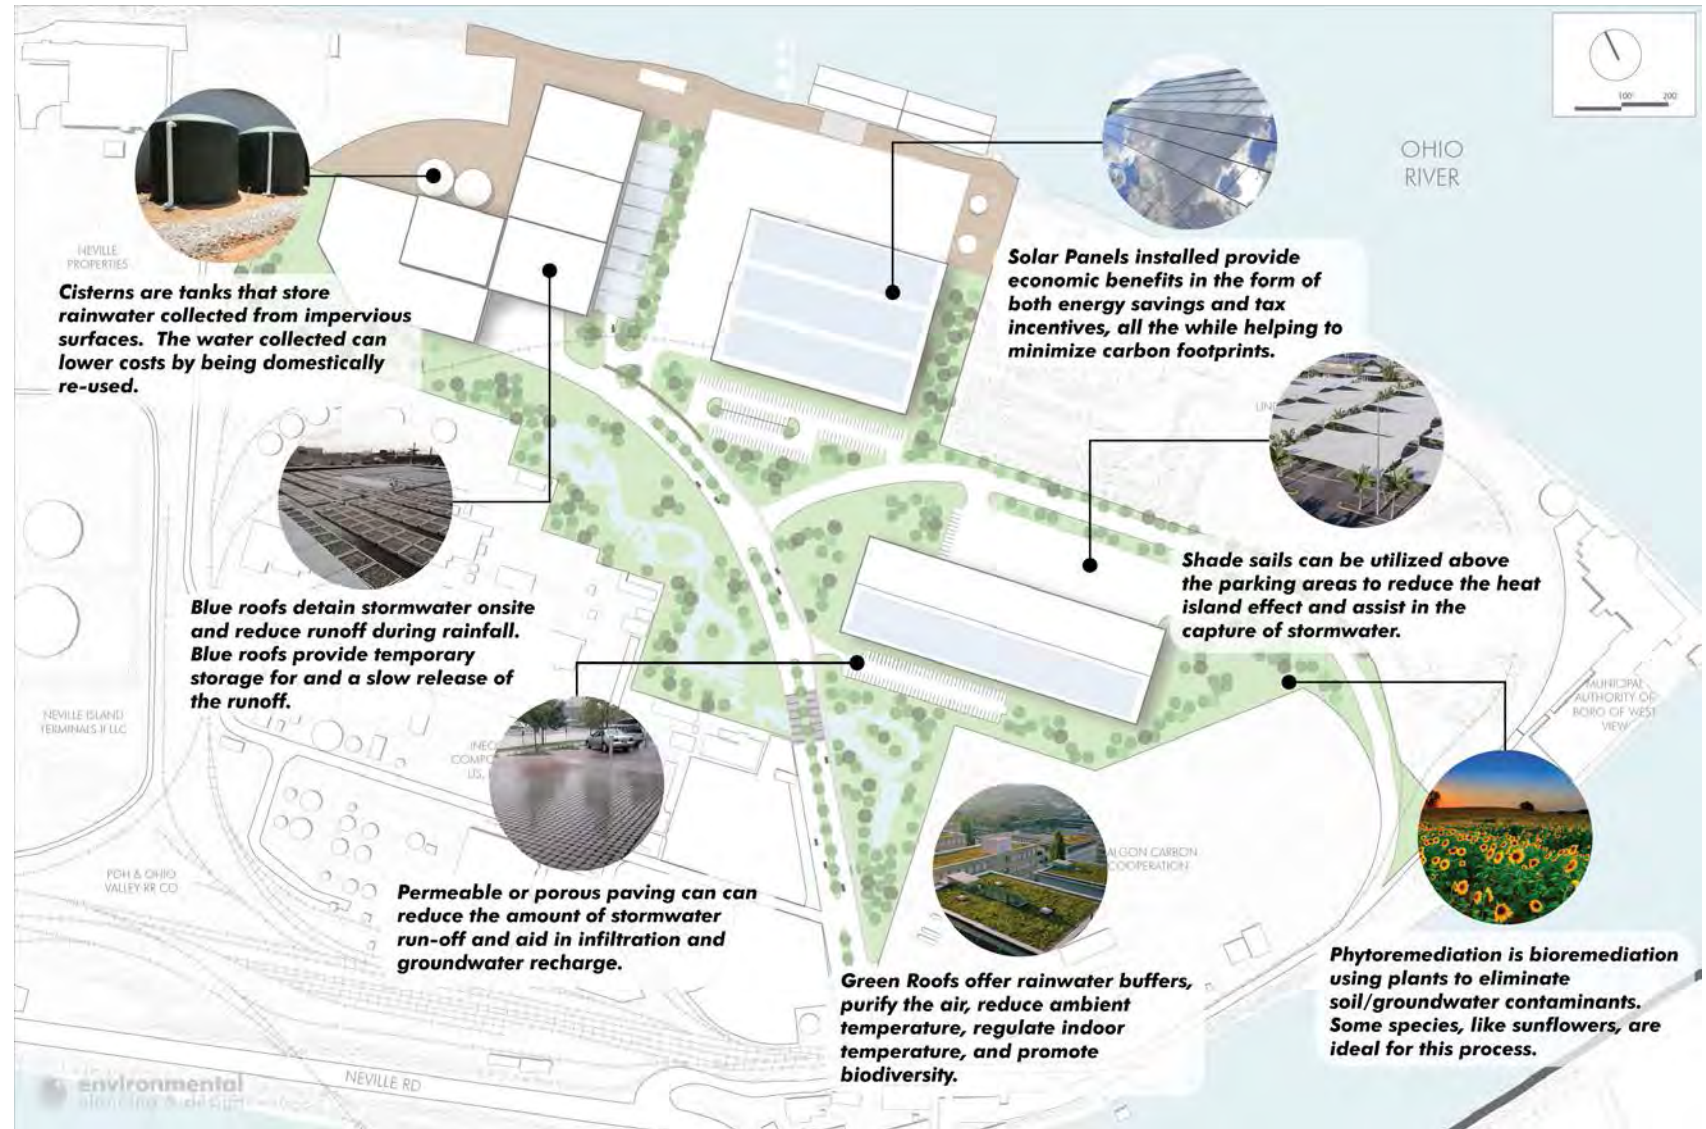 100'
200'
OHIO
RIVER
NEVILLE
PROPERTIES
Cisterns are tanks that store
rainwater collected from impervious
surfaces. The water collected can
lower costs by being domestically
re-used.
Solar Panels installed provide
economic benefits in the form of
both energy savings and tax
incentives, all the while helping to
minimize carbon footprints.
Blue roofs detain stormwater onsite
and reduce runoff during rainfall.
Blue roofs provide temporary
storage for and a slow release of
the runoff.
Shade sails can be utilized above
the parking areas to reduce the heat
island effect and assist in the
capture of stormwater.
NEVILLE ISLAND
TERMINALS II LLC
MUNICIPAL
AUTHORITY OF
BORO OF WEST
VIEW
PGH & OHIO
VALLEY RR CO
Permeable or porous paving can can
reduce the amount of stormwater
run-off and aid in infiltration and
groundwater recharge.
ALGON CARBON
COOPERATION
Green Roofs offer rainwater buffers,
purify the air, reduce ambient
temperature, regulate indoor
temperature, and promote
biodiversity.
Phytoremediation is bioremediation
using plants to eliminate
soil/groundwater contaminants.
Some species, like sunflowers, are
ideal for this process.
NEVILLE RD
environmental
planning & design